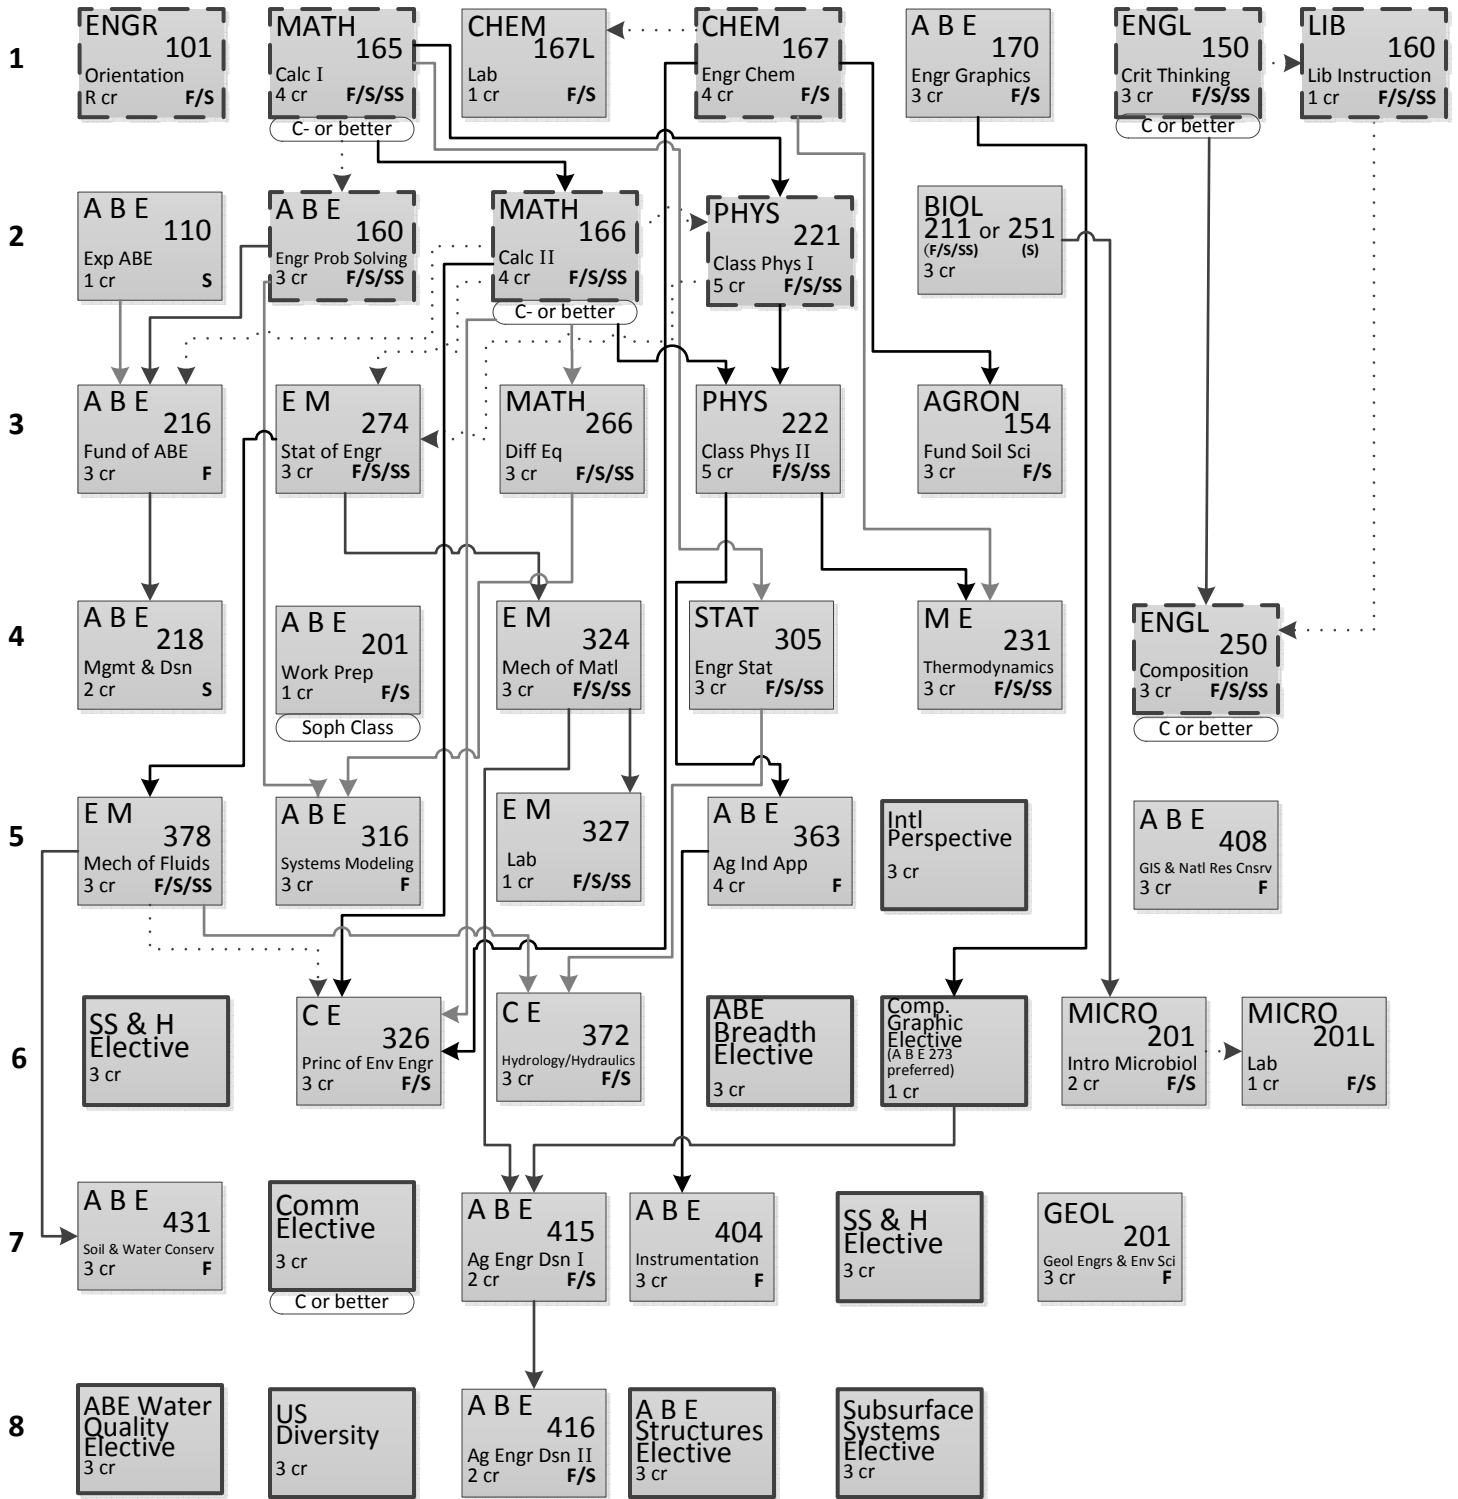 1
ENGR
101
Orientation
R cr F/S
MATH
165
Calc I
4 cr F/S/SS
C- or better
CHEM
167L
Lab
1 cr F/S
CHEM
167
Engr Chem
4 cr F/S
A B E
170
Engr Graphics
3 cr F/S
ENGL
150
Crit Thinking
3 cr F/S/SS
C or better
LIB
160
Lib Instruction
1 cr F/S/SS
2
A B E
110
Exp ABE
1 cr S
A B E
160
Engr Prob Solving
3 cr F/S/SS
MATH
166
Calc II
4 cr F/S/SS
C- or better
PHYS
221
Class Phys I
5 cr F/S/SS
BIOL
211 or 251
(F/S/SS) (S)
3 cr
3
A B E
216
Fund of ABE
3 cr F
E M
274
Stat of Engr
3 cr F/S/SS
MATH
266
Diff Eq
3 cr F/S/SS
PHYS
222
Class Phys II
5 cr F/S/SS
AGRON
154
Fund Soil Sci
3 cr F/S
4
A B E
218
Mgmt & Dsn
2 cr S
A B E
201
Work Prep
1 cr F/S
Soph Class
E M
324
Mech of Matl
3 cr F/S/SS
STAT
305
Engr Stat
3 cr F/S/SS
M E
231
Thermodynamics
3 cr F/S/SS
ENGL
250
Composition
3 cr F/S/SS
C or better
5
E M
378
Mech of Fluids
3 cr F/S/SS
A B E
316
Systems Modeling
3 cr F
E M
327
Lab
1 cr F/S/SS
A B E
363
Ag Ind App
4 cr F
Intl
Perspective
3 cr
A B E
408
GIS & Natl Res Cnsrv
3 cr F
6
SS & H
Elective
3 cr
C E
326
Princ of Env Engr
3 cr F/S
C E
372
Hydrology/Hydraulics
3 cr F/S
ABE
Breadth
Elective
3 cr
Comp.
Graphic
Elective
(A B E 273
preferred)
1 cr
MICRO
201
Intro Microbiol
2 cr F/S
MICRO
201L
Lab
1 cr F/S
7
A B E
431
Soil & Water Conserv
3 cr F
Comm
Elective
3 cr
C or better
A B E
415
Ag Engr Dsn I
2 cr F/S
A B E
404
Instrumentation
3 cr F
SS & H
Elective
3 cr
GEOL
201
Geol Engrs & Env Sci
3 cr F
8
ABE Water
Quality
Elective
3 cr
US
Diversity
3 cr
A B E
416
Ag Engr Dsn II
2 cr F/S
A B E
Structures
Elective
3 cr
Subsurface
Systems
Elective
3 cr